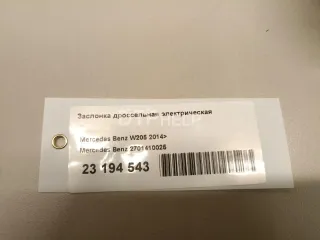 Заслонка дроссельная электрическая
Mercedes Benz W205 2014>
Mercedes Benz 2701410025
23 194 543